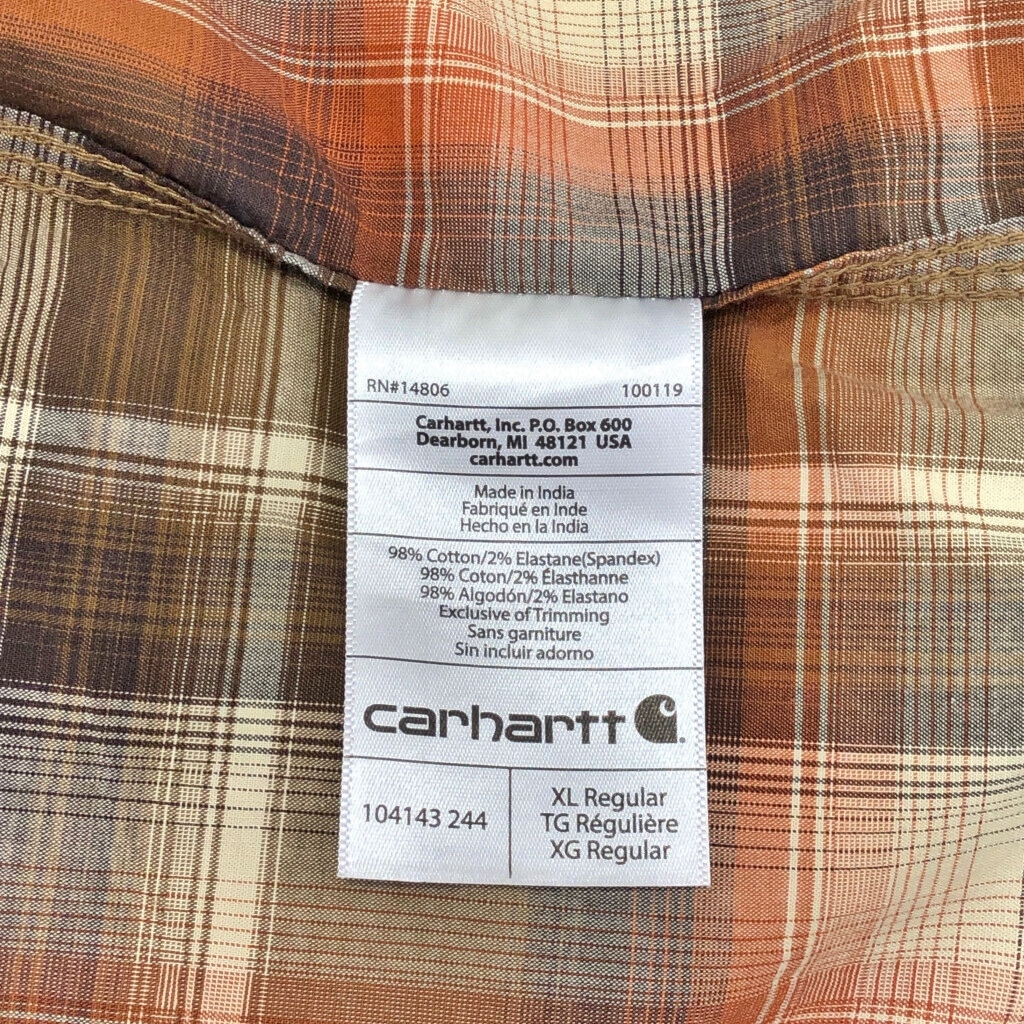 RN#14806 100119
Carhartt, Inc. P.O. Box 600
Dearborn, MI 48121 USA
carhartt.com
Made in India
Fabriqué en Inde
Hecho en la India
98% Cotton/2% Elastane(Spandex)
98% Coton/2% Élasthanne
98% Algodón/2% Elastano
Exclusive of Trimming
Sans garniture
Sin incluir adorno
carhartt
104143 244
XL Regular
TG Régulière
XG Regular